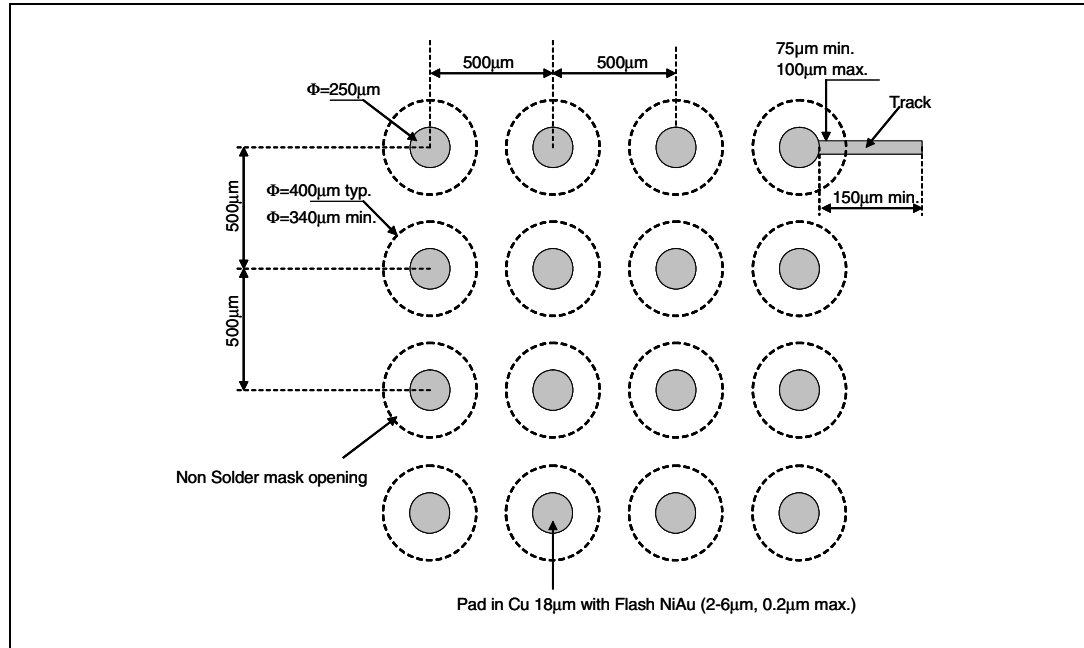 500µm
500µm
75µm min.
100µm max.
Track
Φ=250µm
150µm min.
500µm
Φ=400µm typ.
Φ=340µm min.
500µm
Non Solder mask opening
Pad in Cu 18µm with Flash NiAu (2-6µm, 0.2µm max.)